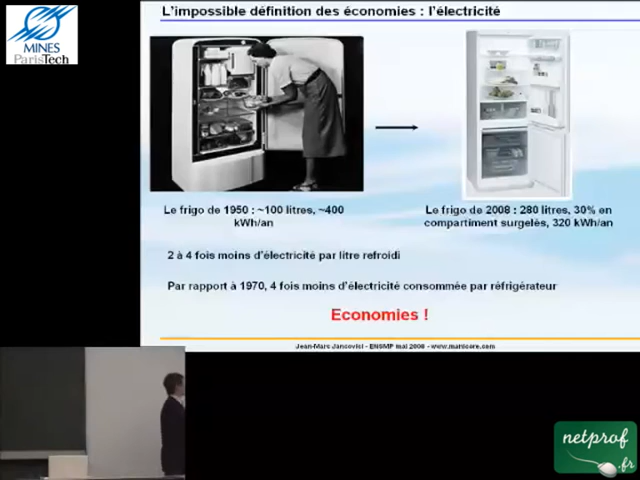 MINES
ParisTech
L'impossible définition des économies : l'électricité
Le frigo de 1950 : ~100 litres, ~400
kWh/an
Le frigo de 2008 : 280 litres, 30% en
compartiment surgelés, 320 kWh/an
2 à 4 fois moins d'électricité par litre refroidi
Par rapport à 1970, 4 fois moins d'électricité consommée par réfrigérateur
Economies !
Jean-Marc Jancovici - ENSMP mai 2008 - www.manicore.com
netprof
.fr